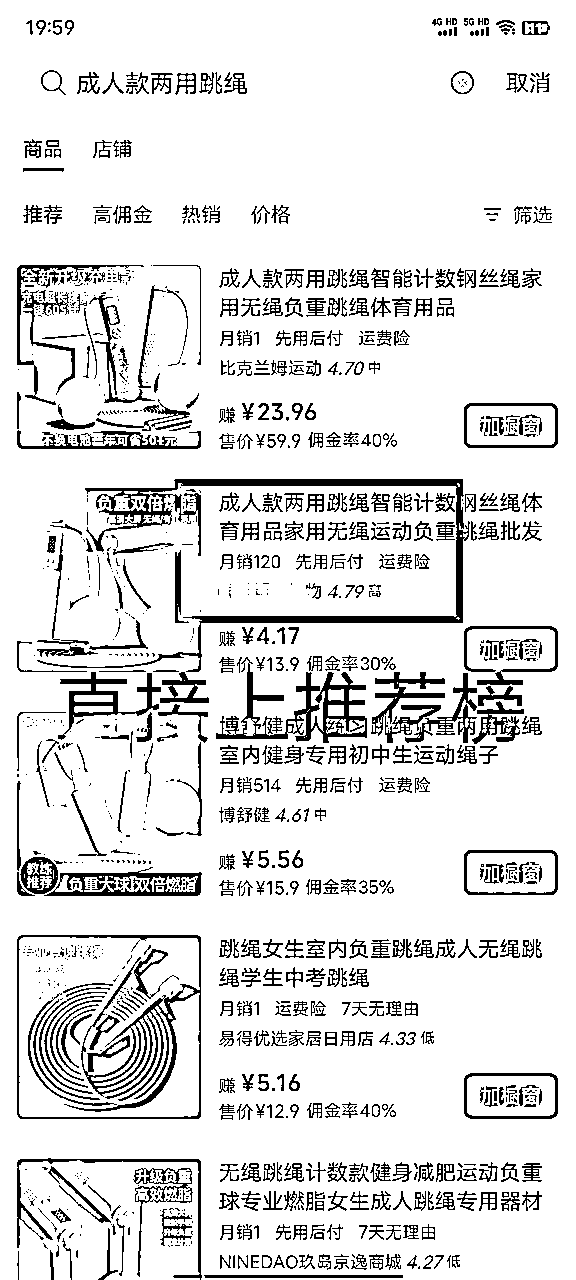 19:59
4G HD 5G HD
成人款两用跳绳
取消
商品 店铺
推荐 高佣金 热销 价格 筛选
全新升级充电
成人款两用跳绳智能计数钢丝绳家
用无绳负重跳绳体育用品
月销1 先用后付 运费险
比克兰姆运动 4.70 中
赚 ¥23.96
售价¥59.9 佣金率40%
加橱窗
不换电池一年可省504元
负重双倍燃脂
成人款两用跳绳智能计数钢丝绳体
育用品家用无绳运动负重跳绳批发
月销120 先用后付 运费险
物 4.79 高
赚 ¥4.17
售价¥13.9 佣金率30%
加橱窗
直接上推荐榜
博舒健成人练习跳绳负重两用跳绳
室内健身专用初中生运动绳子
月销514 先用后付 运费险
博舒健 4.61 中
赚 ¥5.56
售价¥15.9 佣金率35%
加橱窗
教练
推荐
负重大球双倍燃脂
跳绳女生室内负重跳绳成人无绳跳
绳学生中考跳绳
月销1 运费险 7天无理由
易得优选家居日用店 4.33 低
赚 ¥5.16
售价¥12.9 佣金率40%
加橱窗
升级负重
高效燃脂
无绳跳绳计数款健身减肥运动负重
球专业燃脂女生成人跳绳专用器材
月销1 先用后付 7天无理由
NINEDAO玖岛京逸商城 4.27 低